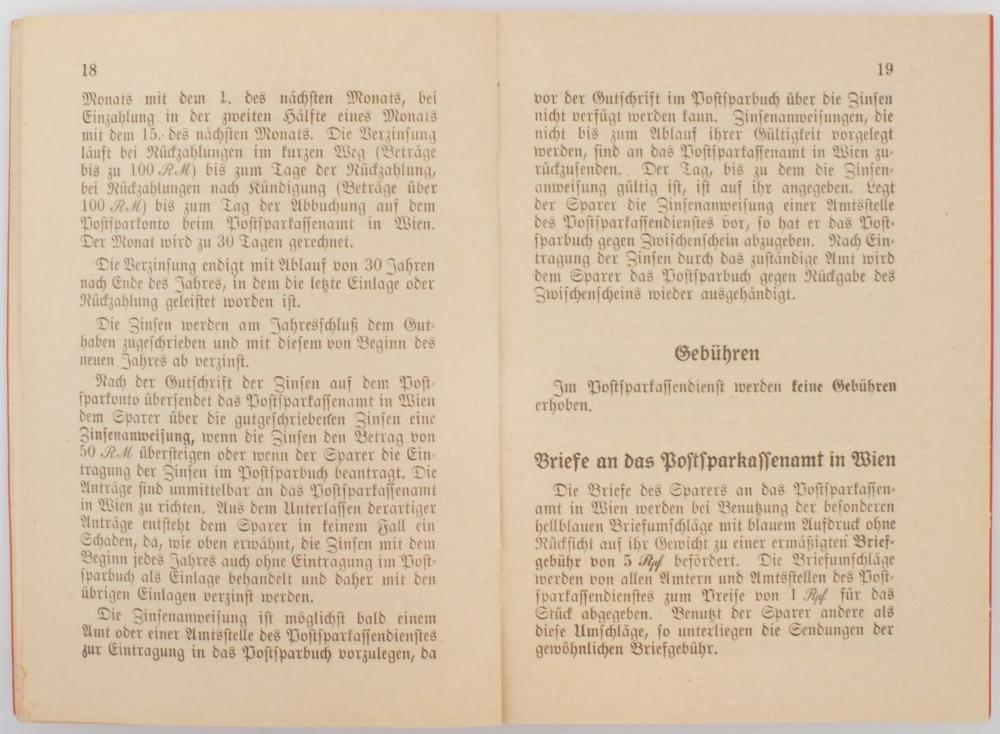 18
Monats mit dem 1. des nächsten Monats, bei
Einzahlung in der zweiten Hälfte eines Monats
mit dem 15. des nächsten Monats. Die Verzinsung
läuft bei Rückzahlungen im kurzen Weg (Beträge
bis zu 100 RM) bis zum Tage der Rückzahlung,
bei Rückzahlungen nach Kündigung (Beträge über
100 RM) bis zum Tag der Abbuchung auf dem
Postsparkonto beim Postsparkassenamt in Wien.
Der Monat wird zu 30 Tagen gerechnet.
Die Verzinsung endigt mit Ablauf von 30 Jahren
nach Ende des Jahres, in dem die letzte Einlage oder
Rückzahlung geleistet worden ist.
Die Zinsen werden am Jahresschluß dem Gut-
haben zugeschrieben und mit diesem von Beginn des
neuen Jahres ab verzinst.
Nach der Gutschrift der Zinsen auf dem Post-
sparkonto übersendet das Postsparkassenamt in Wien
dem Sparer über die gutgeschriebenen Zinsen eine
Zinsenanweisung, wenn die Zinsen den Betrag von
50 RM übersteigen oder wenn der Sparer die Ein-
tragung der Zinsen im Postsparbuch beantragt. Die
Anträge sind unmittelbar an das Postsparkassenamt
in Wien zu richten. Aus dem Unterlassen derartiger
Anträge entsteht dem Sparer in keinem Fall ein
Schaden, da, wie oben erwähnt, die Zinsen mit dem
Beginn jedes Jahres auch ohne Eintragung im Post-
sparbuch als Einlage behandelt und daher mit den
übrigen Einlagen verzinst werden.
Die Zinsenanweisung ist möglichst bald einem
Amt oder einer Amtsstelle des Postsparkassendienstes
zur Eintragung in das Postsparbuch vorzulegen, da
19
vor der Gutschrift im Postsparbuch über die Zinsen
nicht verfügt werden kann. Zinsenanweisungen, die
nicht bis zum Ablauf ihrer Gültigkeit vorgelegt
werden, sind an das Postsparkassenamt in Wien zu-
rückzusenden. Der Tag, bis zu dem die Zinsen-
anweisung gültig ist, ist auf ihr angegeben. Legt
der Sparer die Zinsenanweisung einer Amtsstelle
des Postsparkassendienstes vor, so hat er das Post-
sparbuch gegen Zwischenschein abzugeben. Nach Ein-
tragung der Zinsen durch das zuständige Amt wird
dem Sparer das Postsparbuch gegen Rückgabe des
Zwischenscheins wieder ausgehändigt.
Gebühren
Im Postsparkassendienst werden keine Gebühren
erhoben.
Briefe an das Postsparkassenamt in Wien
Die Briefe des Sparers an das Postsparkassen-
amt in Wien werden bei Benutzung der besonderen
hellblauen Briefumschläge mit blauem Aufdruck ohne
Rücksicht auf ihr Gewicht zu einer ermäßigten Brief-
gebühr von 5 Rpf befördert. Die Briefumschläge
werden von allen Ämtern und Amtsstellen des Post-
sparkassendienstes zum Preise von 1 Rpf für das
Stück abgegeben. Benutzt der Sparer andere als
diese Umschläge, so unterliegen die Sendungen der
gewöhnlichen Briefgebühr.